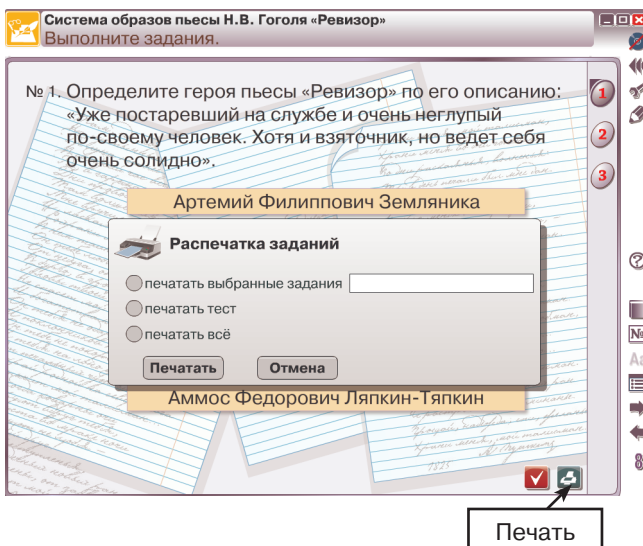 Система образов пьесы Н.В. Гоголя «Ревизор»
Выполните задания.
№ 1. Определите героя пьесы «Ревизор» по его описанию:
«Уже постаревший на службе и очень неглупый
по-своему человек. Хотя и взяточник, но ведет себя
очень солидно».
1
2
3
Артемий Филиппович Земляника
Распечатка заданий
печатать выбранные задания
печатать тест
печатать всё
Печатать Отмена
Аммос Федорович Ляпкин-Тяпкин
Печать